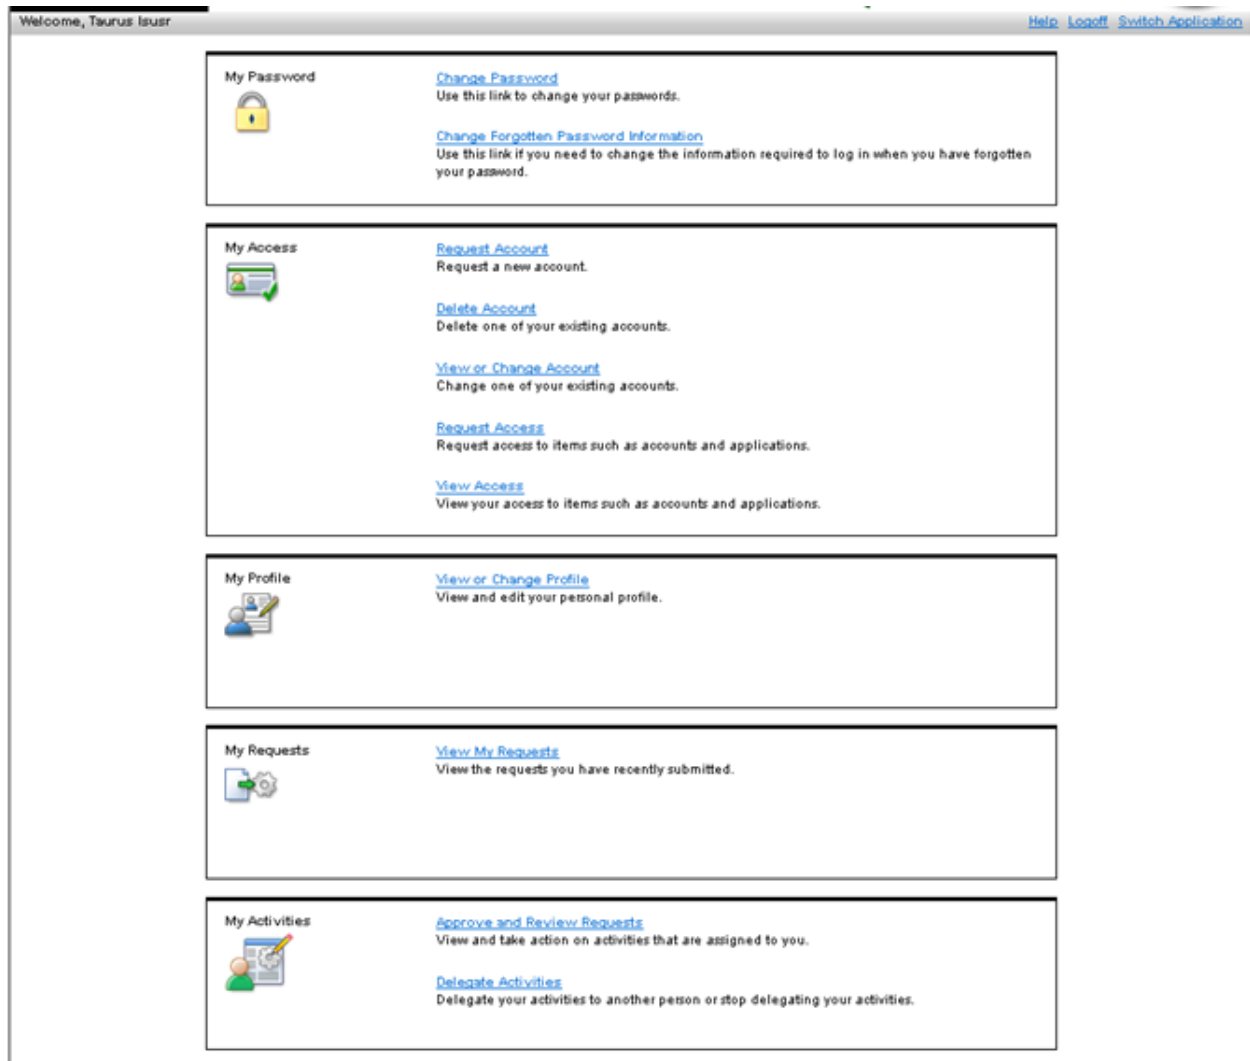 Welcome, Taurus Isusr
Help Logoff Switch Application
My Password
Change Password
Use this link to change your passwords.
Change Forgotten Password Information
Use this link if you need to change the information required to log in when you have forgotten
your password.
My Access
Request Account
Request a new account.
Delete Account
Delete one of your existing accounts.
View or Change Account
Change one of your existing accounts.
Request Access
Request access to items such as accounts and applications.
View Access
View your access to items such as accounts and applications.
My Profile
View or Change Profile
View and edit your personal profile.
My Requests
View My Requests
View the requests you have recently submitted.
My Activities
Approve and Review Requests
View and take action on activities that are assigned to you.
Delegate Activities
Delegate your activities to another person or stop delegating your activities.